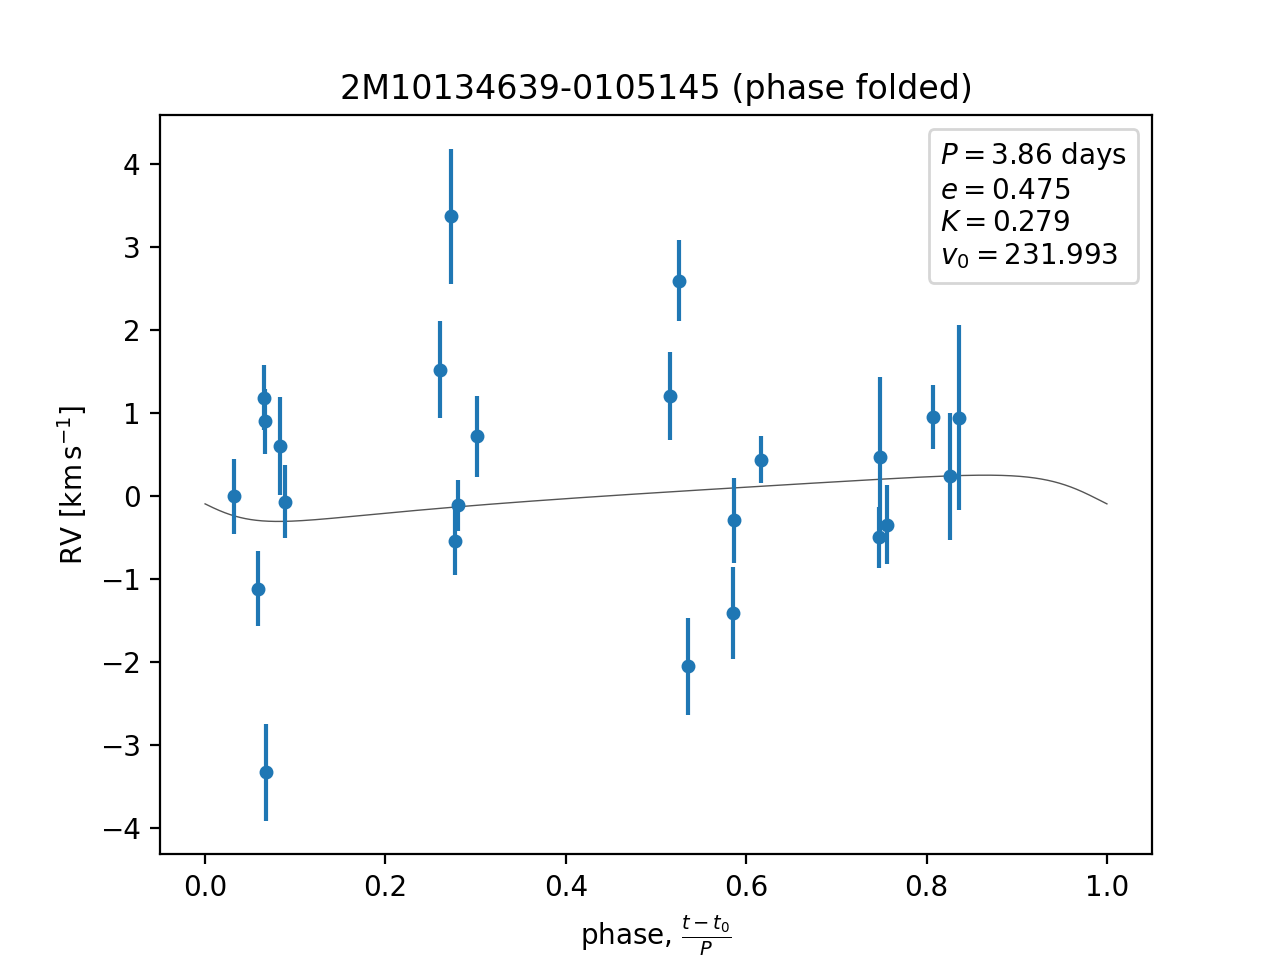 2M10134639-0105145 (phase folded)
P = 3.86 days
e = 0.475
K = 0.279
v₀ = 231.993
4
3
2
1
0
−1
−2
−3
−4
RV [km s⁻¹]
0.0 0.2 0.4 0.6 0.8 1.0
phase, (t − t₀)/P